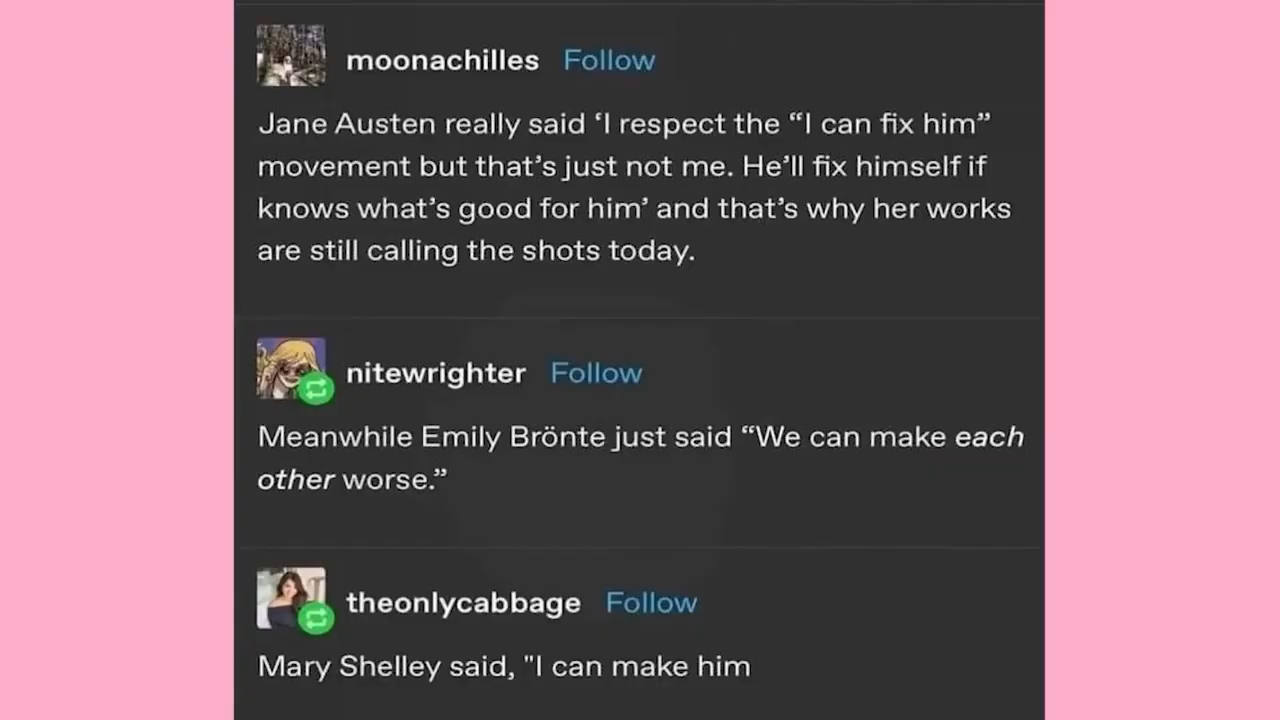 moonachilles Follow
Jane Austen really said ‘I respect the “I can fix him”
movement but that’s just not me. He’ll fix himself if
knows what’s good for him’ and that’s why her works
are still calling the shots today.
nitewrighter Follow
Meanwhile Emily Brönte just said “We can make each
other worse.”
theonlycabbage Follow
Mary Shelley said, "I can make him